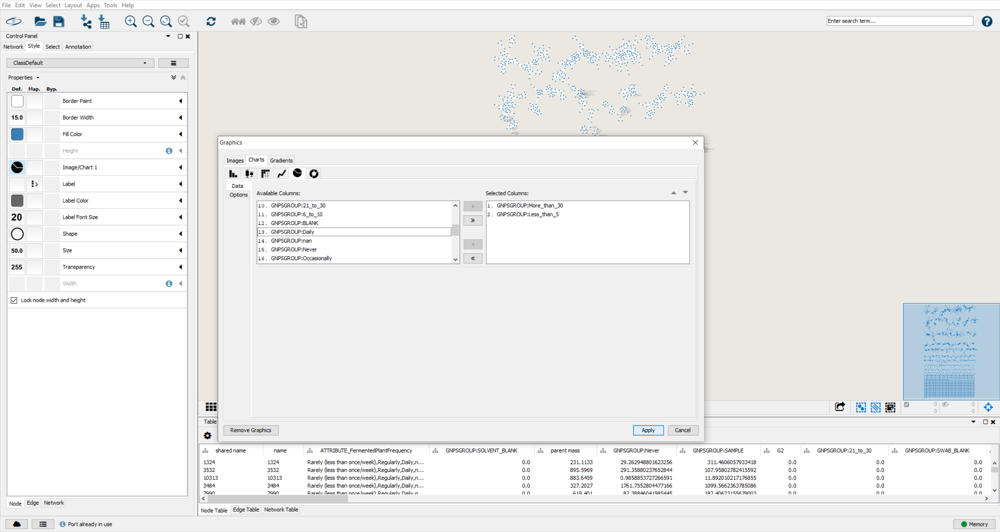 File Edit View Select Layout Apps Tools Help
Enter search term...
Control Panel
Network Style Select Annotation
ClassDefault
Properties
Def. Map. Byp.
Border Paint
15.0 Border Width
Fill Color
Height
Image/Chart 1
Label
Label Color
20 Label Font Size
Shape
50.0 Size
255 Transparency
Width
Lock node width and height
Node Edge Network
Graphics
Images Charts Gradients
Data
Options
Available Columns:
10. GNPSGROUP:21_to_30
11. GNPSGROUP:6_to_10
12. GNPSGROUP:BLANK
13. GNPSGROUP:Daily
14. GNPSGROUP:nan
15. GNPSGROUP:Never
16. GNPSGROUP:Occasionally
Selected Columns:
1. GNPSGROUP:More_than_30
2. GNPSGROUP:Less_than_5
Remove Graphics Apply Cancel
0 0
0 0
Table
shared name name ATTRIBUTE_FermentedPlantFrequency GNPSGROUP:SOLVENT_BLANK parent mass GNPSGROUP:Never GNPSGROUP:SAMPLE G2 GNPSGROUP:21_to_30 GNPSGROUP:SWAB_BLANK
1324 1324 Rarely (less than once/week),Regularly,Daily,n... 0.0 231.1133 29.262948801623256 311.4606057933418 0.0 0.0 0.0
3532 3532 Rarely (less than once/week),Regularly,Daily,n... 0.0 895.5969 291.35880237652844 107.95802782415592 0.0 0.0 0.0
10313 10313 Rarely (less than once/week),Regularly,Daily,n... 0.0 883.6459 0.9858853727266591 11.892010217176855 0.0 0.0 0.0
3484 3484 Rarely (less than once/week),Regularly,Daily,n... 0.0 327.2027 1761.7552804477166 1099.5662363785086 0.0 0.0 0.0
7990 7990 Rarely (less than once/week),Regularly,Daily,n 0.0 619.401 82.38846041985445 182.40623155679003 0.0 0.0 0.0
Node Table Edge Table Network Table
Port already in use
Memory